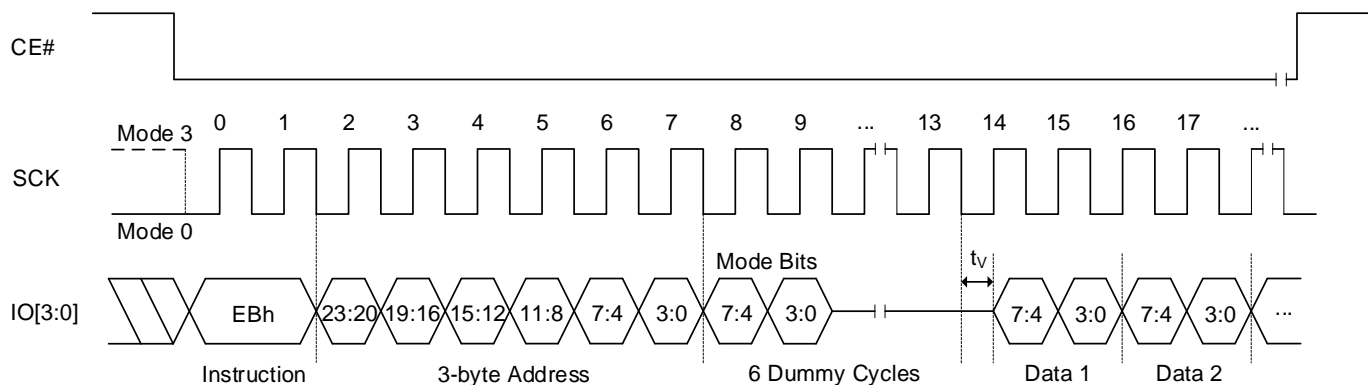 CE#
0 1 2 3 4 5 6 7 8 9 ... 13 14 15 16 17 ...
Mode 3
SCK
Mode 0
Mode Bits
tV
IO[3:0]
EBh 23:20 19:16 15:12 11:8 7:4 3:0 7:4 3:0 7:4 3:0 7:4 3:0 ...
Instruction 3-byte Address 6 Dummy Cycles Data 1 Data 2